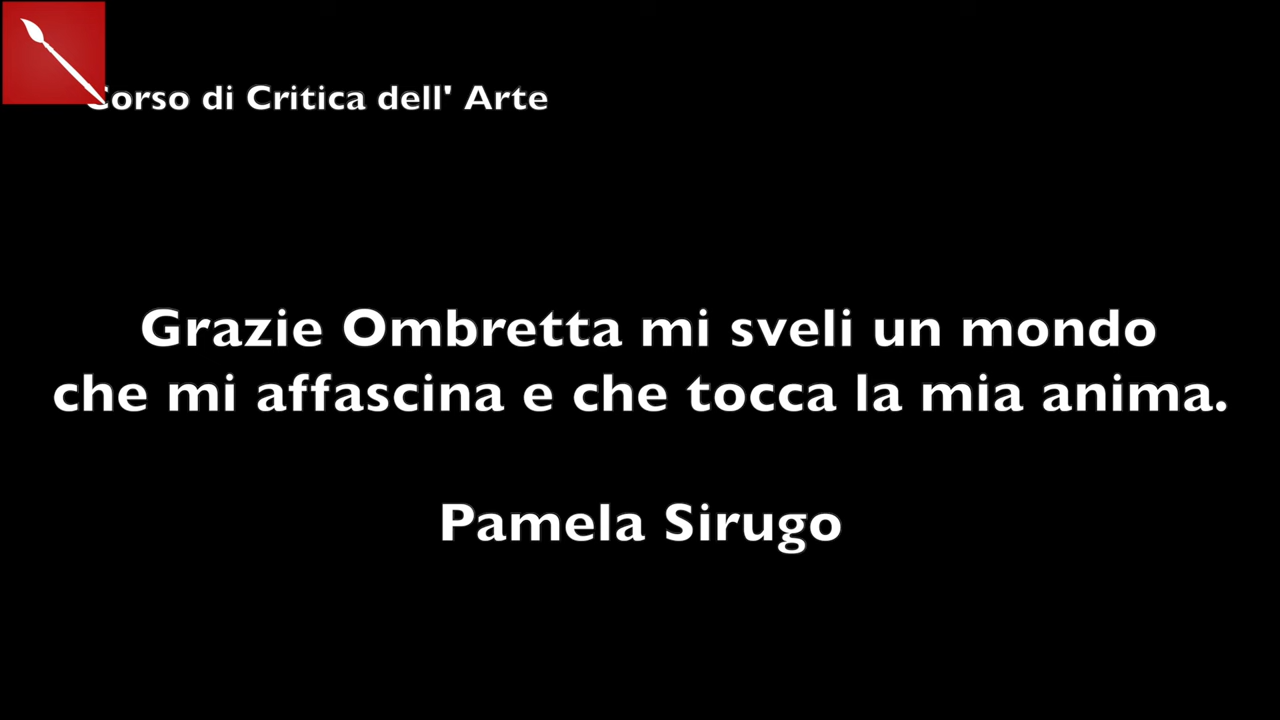 Corso di Critica dell' Arte
Grazie Ombretta mi sveli un mondo
che mi affascina e che tocca la mia anima.
Pamela Sirugo